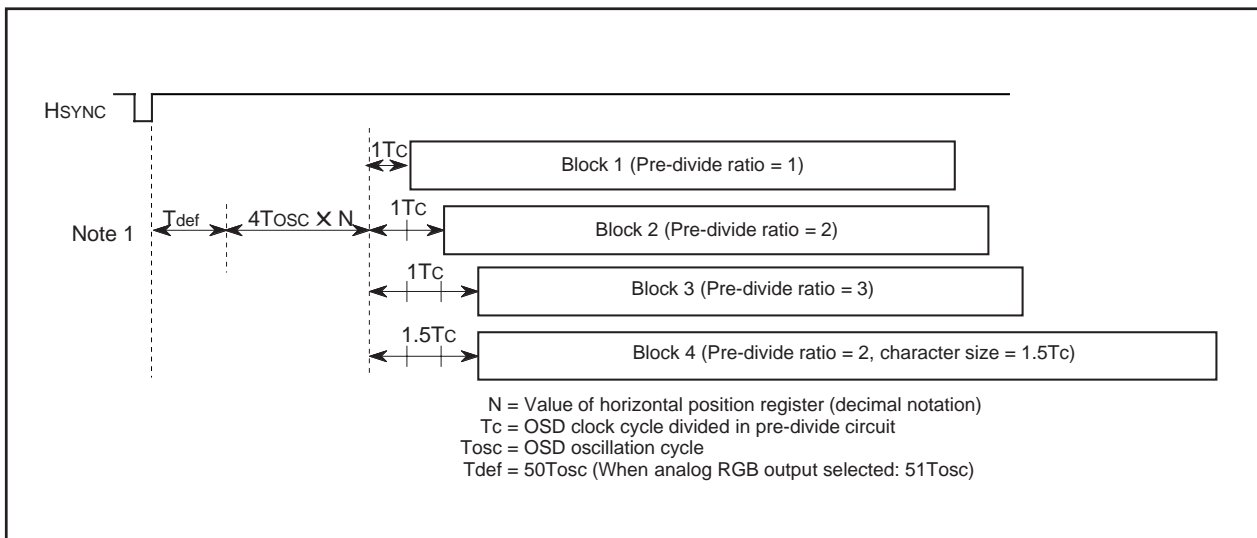 HSYNC
1TC
Block 1 (Pre-divide ratio = 1)
Note 1
Tdef
4TOSC × N
1TC
Block 2 (Pre-divide ratio = 2)
1TC
Block 3 (Pre-divide ratio = 3)
1.5TC
Block 4 (Pre-divide ratio = 2, character size = 1.5Tc)
N = Value of horizontal position register (decimal notation)
Tc = OSD clock cycle divided in pre-divide circuit
Tosc = OSD oscillation cycle
Tdef = 50Tosc (When analog RGB output selected: 51Tosc)